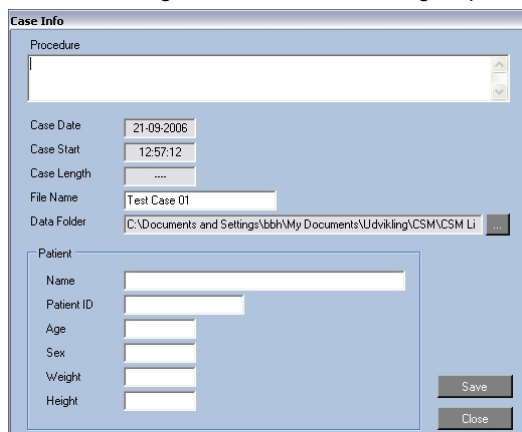 Case Info
Procedure
Case Date 21-09-2006
Case Start 12:57:12
Case Length ....
File Name Test Case 01
Data Folder C:\Documents and Settings\bbh\My Documents\Udvikling\CSM\CSM Li ...
Patient
Name
Patient ID
Age
Sex
Weight
Height
Save
Close